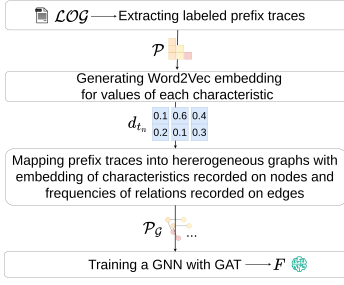 LOG Extracting labeled prefix traces
P
Generating Word2Vec embedding
for values of each characteristic
d_{t_n} 0.1 0.6 0.4
0.2 0.1 0.3
Mapping prefix traces into hererogeneous graphs with
embedding of characteristics recorded on nodes and
frequencies of relations recorded on edges
P_G ...
Training a GNN with GAT F